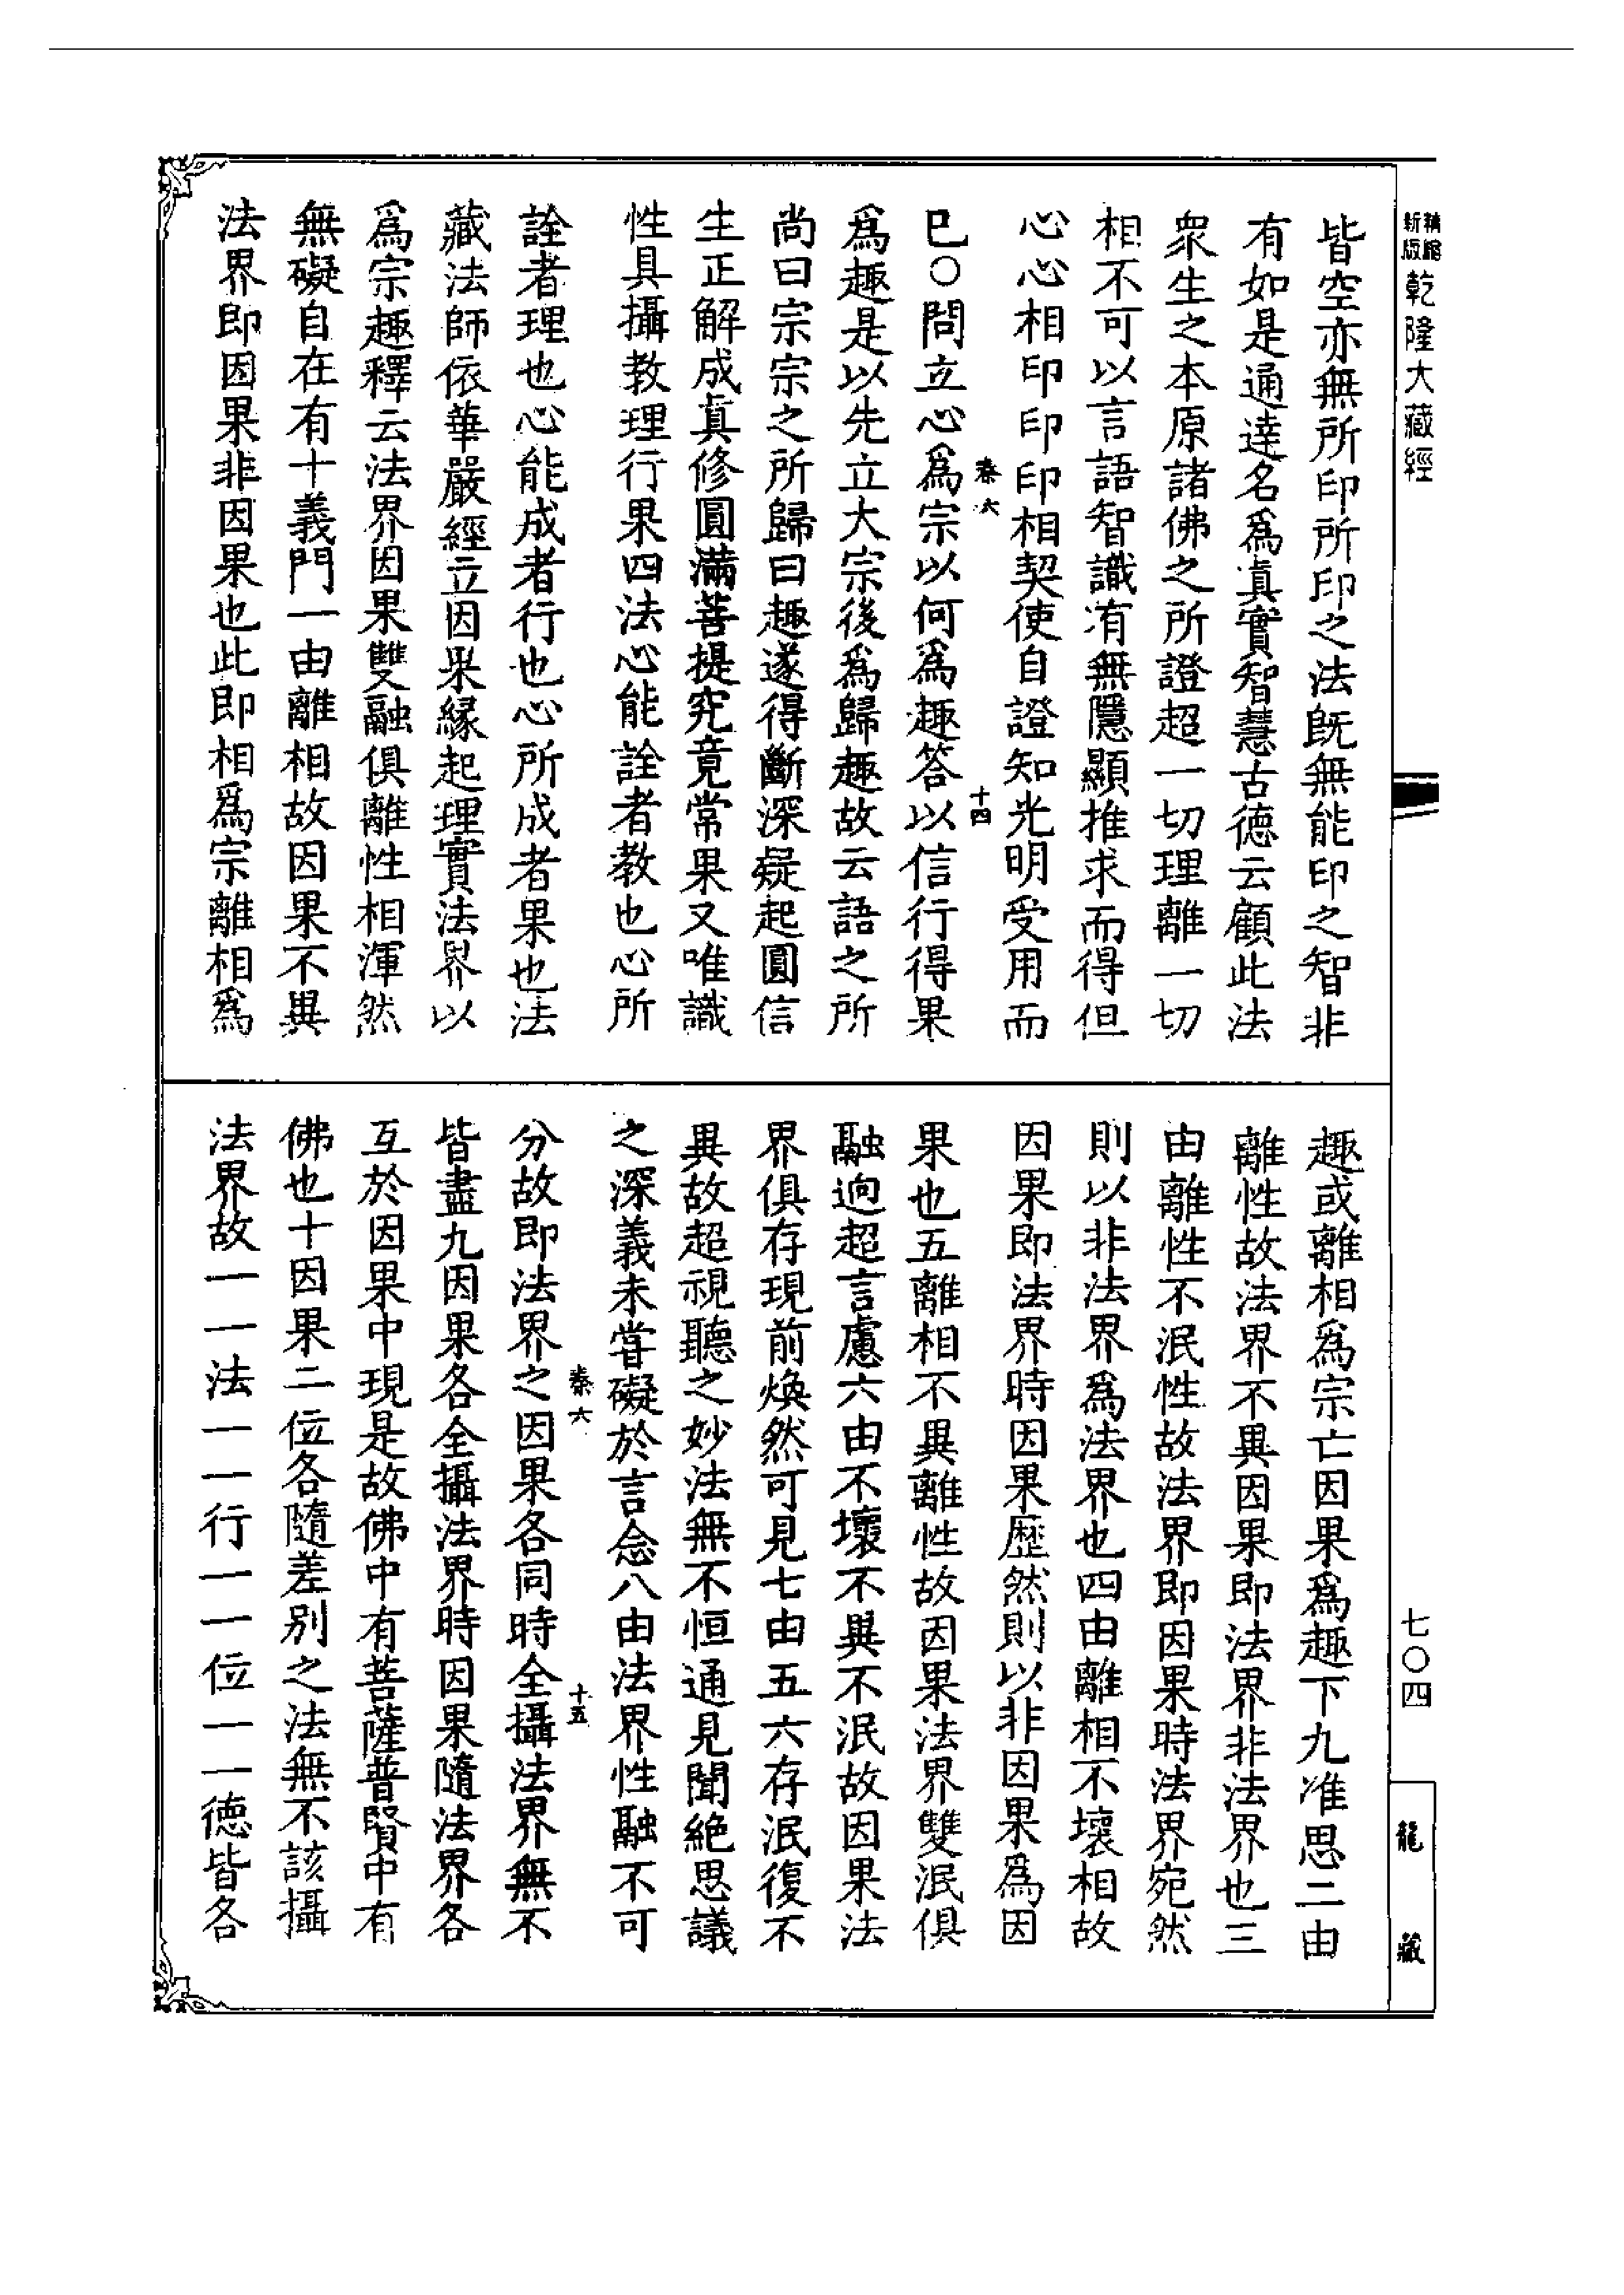 新版
精縮
乾隆大藏經
七〇四
龍藏
皆空亦無所印所印之法既無能印之智非
有如是通達名爲眞實智慧古德云顧此法
衆生之本原諸佛之所證超一切理離一切
相不可以言語智識有無隱顯推求而得但
心心相印印印相契使自證知光明受用而
秦六
十四
巳○問立心爲宗以何爲趣答以信行得果
爲趣是以先立大宗後爲歸趣故云語之所
尚曰宗宗之所歸曰趣遂得斷深疑起圓信
生正解成眞修圓滿菩提究竟常果又唯識
性具攝教理行果四法心能詮者教也心所
詮者理也心能成者行也心所成者果也法
藏法師依華嚴經立因果緣起理實法界以
爲宗趣釋云法界因果雙融俱離性相渾然
無礙自在有十義門一由離相故因果不異
法界即因果非因果也此即相爲宗離相爲
趣或離相爲宗亡因果爲趣下九准思二由
離性故法界不異因果即法界非法界也三
由離性不泯性故法界即因果時法界宛然
則以非法界爲法界也四由離相不壞相故
因果即法界時因果歷然則以非因果爲因
果也五離相不異離性故因果法界雙泯俱
融逈超言慮六由不壞不異不泯故因果法
界俱存現前煥然可見七由五六存泯復不
異故超視聽之妙法無不恒通見聞絕思議
之深義未甞礙於言念八由法界性融不可
秦六
十五
分故即法界之因果各同時全攝法界無不
皆盡九因果各全攝法界時因果隨法界各
互於因果中現是故佛中有菩薩普賢中有
佛也十因果二位各隨差別之法無不該攝
法界故一一法一一行一一位一一德皆各